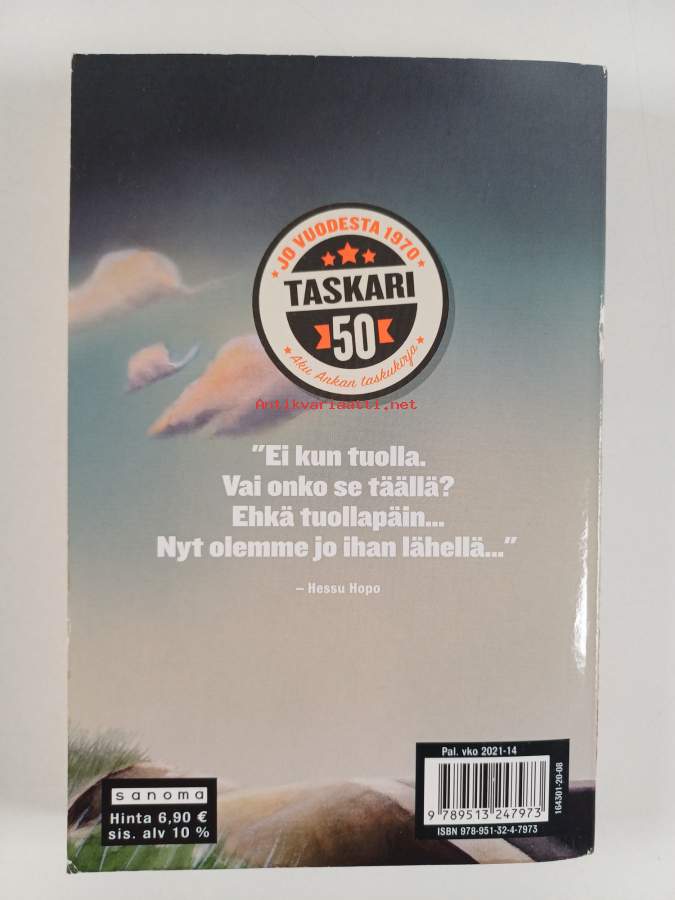 JO VUODESTA 1970
TASKARI
50
Aku Ankan taskukirja
Antikvariaatti.net
"Ei kun tuolla.
Vai onko se täällä?
Ehkä tuollapäin...
Nyt olemme jo ihan lähellä..."
– Hessu Hopo
sanoma
Hinta 6,90 €
sis. alv 10 %
Pal. vko 2021-14
9 789513 247973
ISBN 978-951-32-4-7973
164301-20-08